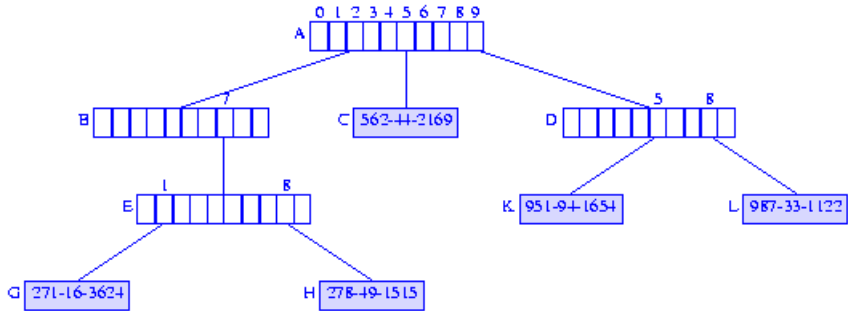 0 1 2 3 4 5 6 7 8 9
A
7
5 8
B
C 562-44-2169
D
1 8
E
K 951-94-1654
L 987-33-1122
G 271-16-3624
H 278-49-1515